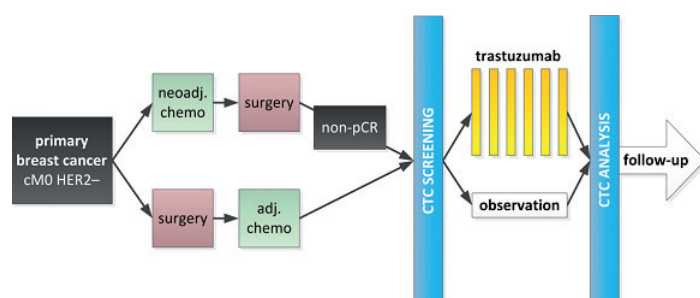 primary
breast cancer
cM0 HER2–
neoadj.
chemo
surgery
non-pCR
surgery
adj.
chemo
CTC SCREENING
trastuzumab
observation
CTC ANALYSIS
follow-up